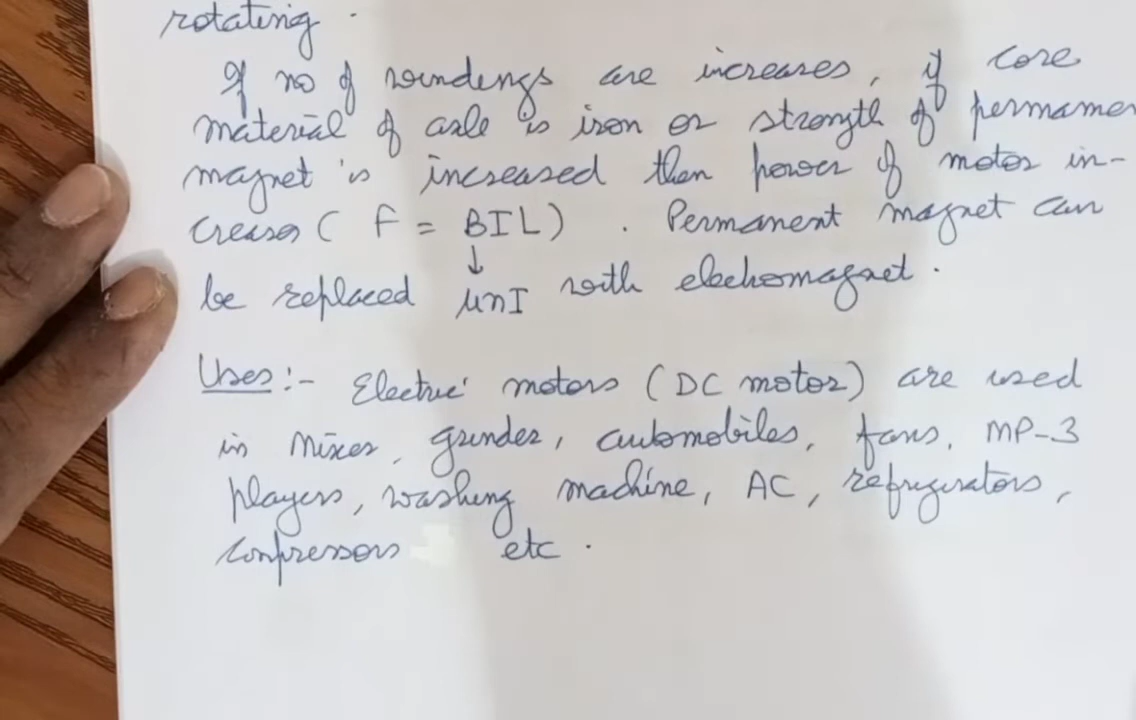 rotating.
If no of windings are increases, if core
material of axle is iron or strength of permamen
magnet is increased then power of motor in-
creases ( F = BIL ) . Permanent magnet can
↓
be replaced μnI with electromagnet.
Uses :- Electric motors (DC motor) are used
in Mixer, grinder, automobiles, fans, MP-3
players, washing machine, AC, refrigerators,
compressors etc.